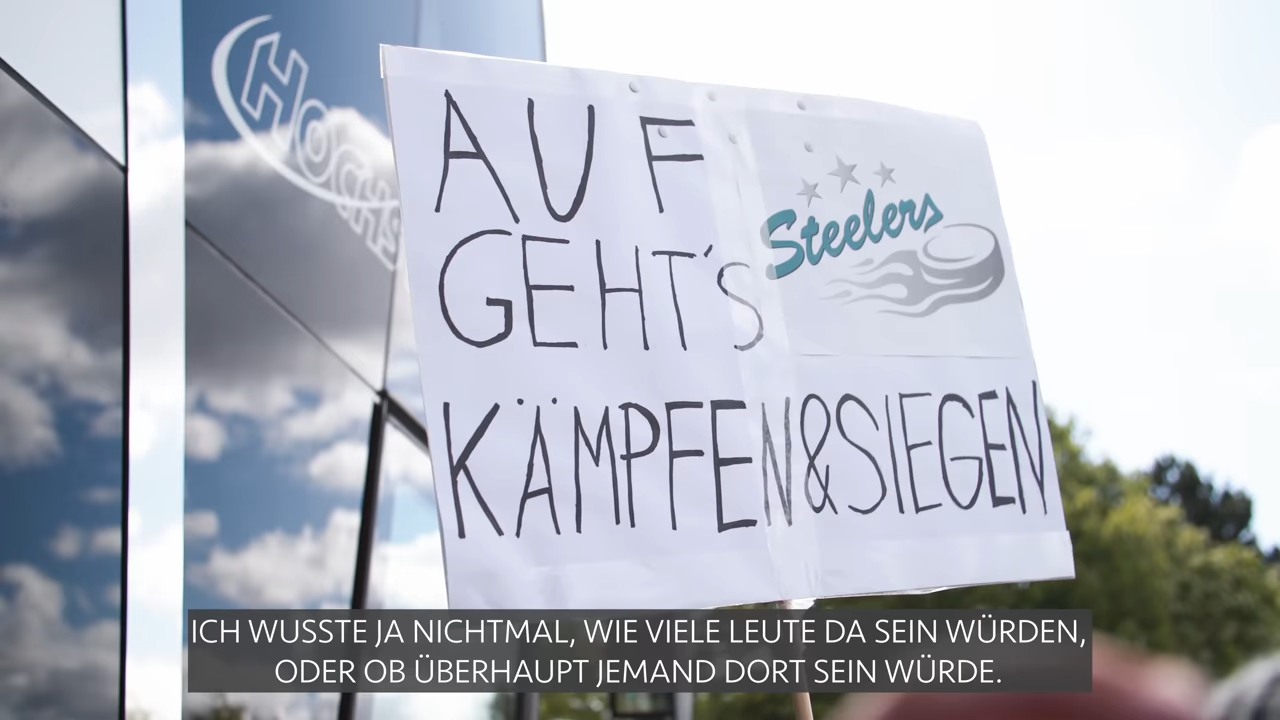 HOCHS
AUF
GEHT'S
Steelers
KÄMPFEN&SIEGEN
ICH WUSSTE JA NICHTMAL, WIE VIELE LEUTE DA SEIN WÜRDEN,
ODER OB ÜBERHAUPT JEMAND DORT SEIN WÜRDE.